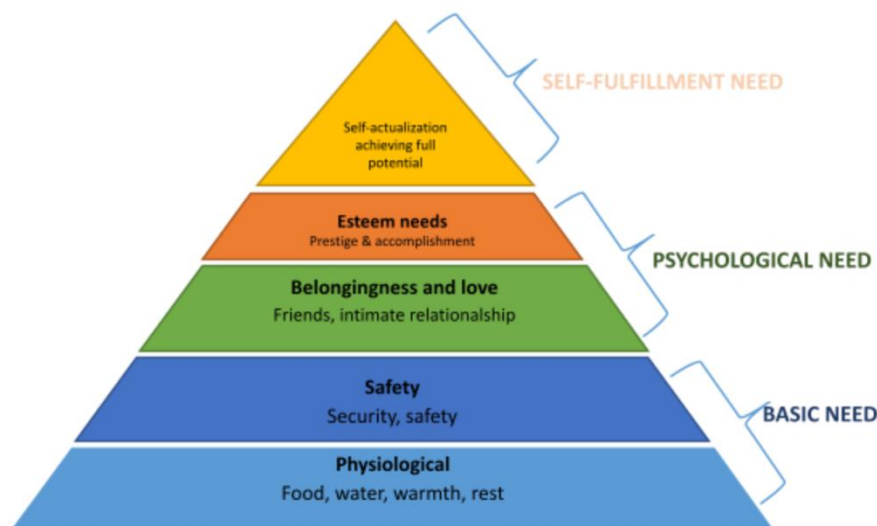 SELF-FULFILLMENT NEED
Self-actualization
achieving full
potential
Esteem needs
Prestige & accomplishment
PSYCHOLOGICAL NEED
Belongingness and love
Friends, intimate relationalship
Safety
Security, safety
BASIC NEED
Physiological
Food, water, warmth, rest